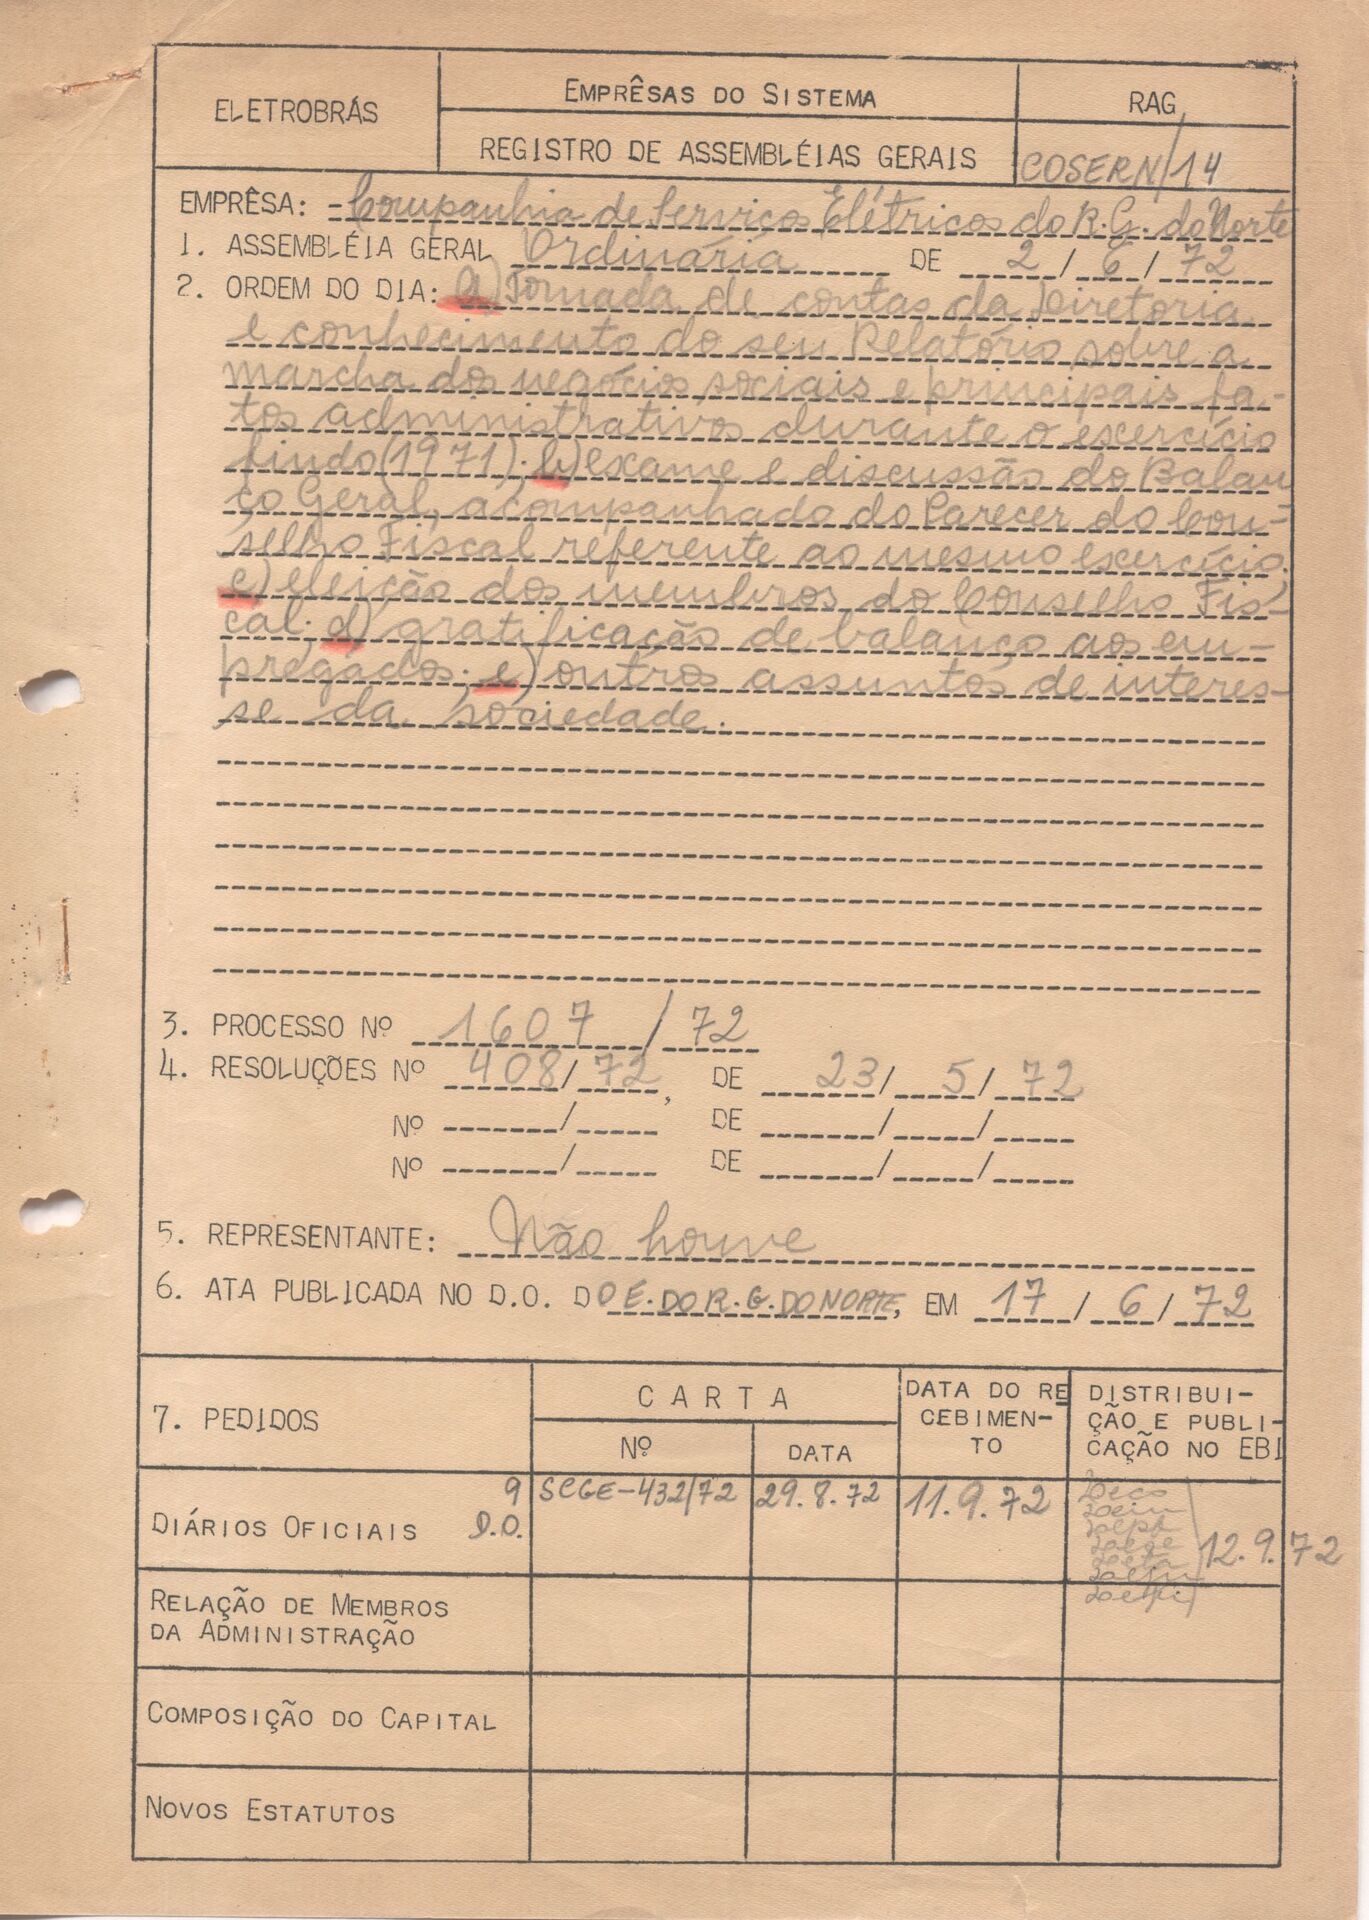 ELETROBRÁS
EMPRÊSAS DO SISTEMA
REGISTRO DE ASSEMBLÉIAS GERAIS
RAG
COSERN/14
EMPRÊSA: - Companhia de Serviços Elétricos do R.G. do Norte
1. ASSEMBLÉIA GERAL Ordinária DE 2/6/72
2. ORDEM DO DIA: a) Tomada de contas da Diretoria
e conhecimento do seu Relatório sobre a
marcha dos negócios sociais e principais fa-
tos administrativos durante o exercício
findo (1971); b) exame e discussão do Balan
ço Geral, acompanhado do Parecer do Con-
selho Fiscal referente ao mesmo exercício;
c) eleição dos membros do Conselho Fis-
cal; d) gratificação de balanço aos em-
pregados; e) outros assuntos de interes-
se da sociedade.
3. PROCESSO Nº 1607/72
4. RESOLUÇÕES Nº 408/72, DE 23/5/72
Nº / DE / /
Nº / DE / /
5. REPRESENTANTE: Não houve
6. ATA PUBLICADA NO D.O. DO E. DO R. G. DO NORTE, EM 17/6/72
7. PEDIDOS
CARTA
Nº
DATA
DATA DO RE
CEBIMEN-
TO
DISTRIBUI-
ÇÃO E PUBLI-
CAÇÃO NO EBI
DIÁRIOS OFICIAIS
9
D.O.
SCGE-432/72
29.8.72
11.9.72
12.9.72
RELAÇÃO DE MEMBROS
DA ADMINISTRAÇÃO
COMPOSIÇÃO DO CAPITAL
NOVOS ESTATUTOS